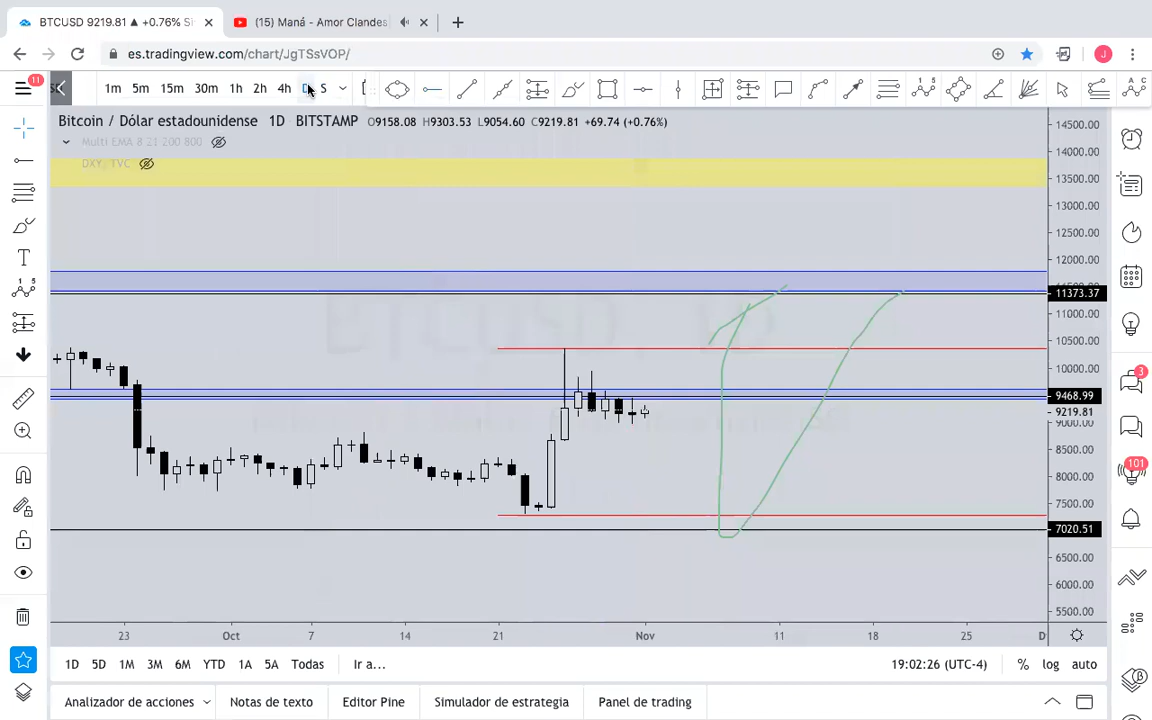 BTCUSD 9219.81 ▲ +0.76% Si
(15) Maná - Amor Clandes
es.tradingview.com/chart/JgTSsVOP/
J
11
1m 5m 15m 30m 1h 2h 4h D S
Bitcoin / Dólar estadounidense 1D BITSTAMP O9158.08 H9303.53 L9054.60 C9219.81 +69.74 (+0.76%)
Multi EMA 8 21 200 800
DXY, TVC
BTCUSD, 1D
14500.00
14000.00
13500.00
13000.00
12500.00
12000.00
11373.37
11000.00
10500.00
10000.00
9468.99
9219.81
9000.00
8500.00
8000.00
7500.00
7020.51
6500.00
6000.00
5500.00
3
101
23 Oct 7 14 21 Nov 11 18 25 D
1D 5D 1M 3M 6M YTD 1A 5A Todas Ir a... 19:02:26 (UTC-4) % log auto
Analizador de acciones Notas de texto Editor Pine Simulador de estrategia Panel de trading